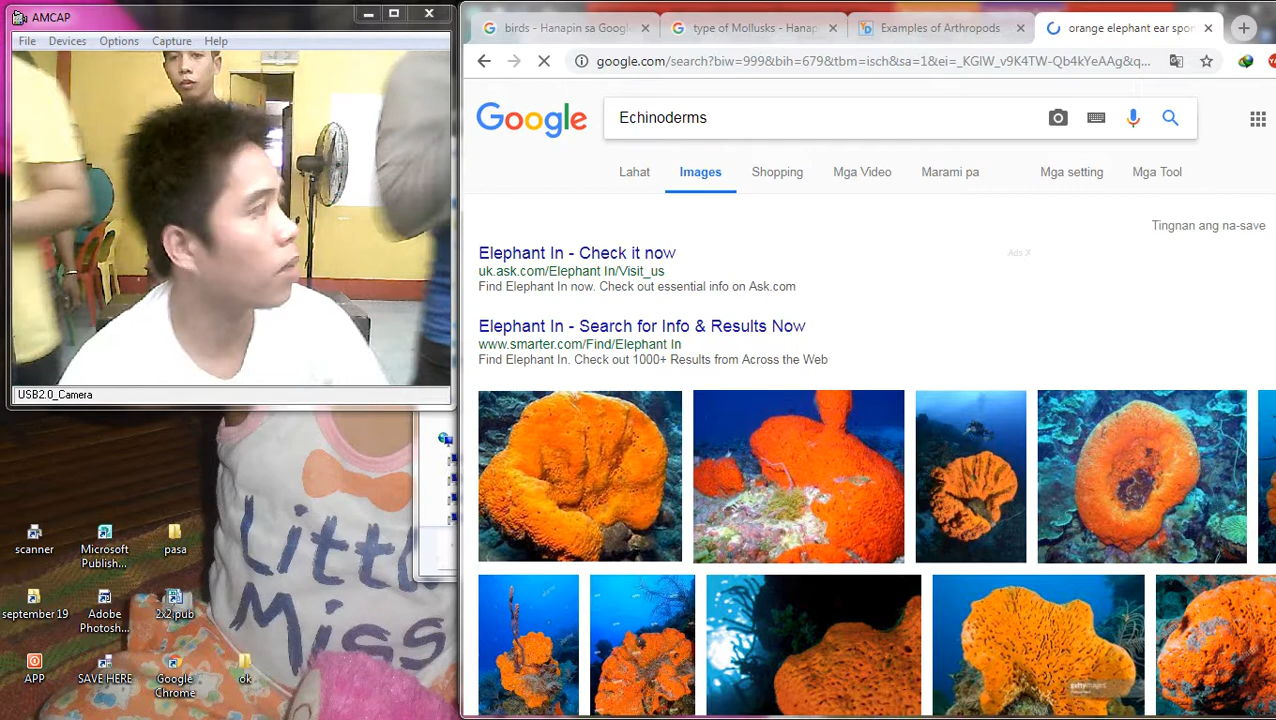 AMCAP
File Devices Options Capture Help
USB2.0_Camera
birds - Hanapin sa Googl
type of Mollusks - Hanap
Examples of Arthropods
orange elephant ear spon
google.com/search?biw=999&bih=679&tbm=isch&sa=1&ei=_KGlW_v9K4TW-Qb4kYeAAg&q...
Google
Echinoderms
Lahat Images Shopping Mga Video Marami pa Mga setting Mga Tool
Tingnan ang na-save
Elephant In - Check it now
Ads X
uk.ask.com/Elephant In/Visit_us
Find Elephant In now. Check out essential info on Ask.com
Elephant In - Search for Info & Results Now
www.smarter.com/Find/Elephant In
Find Elephant In. Check out 1000+ Results from Across the Web
gettyimages
Little
Miss
scanner
Microsoft
Publish...
pasa
september 19
Adobe
Photosh...
2x2 pub
APP
SAVE HERE
Google
Chrome
ok